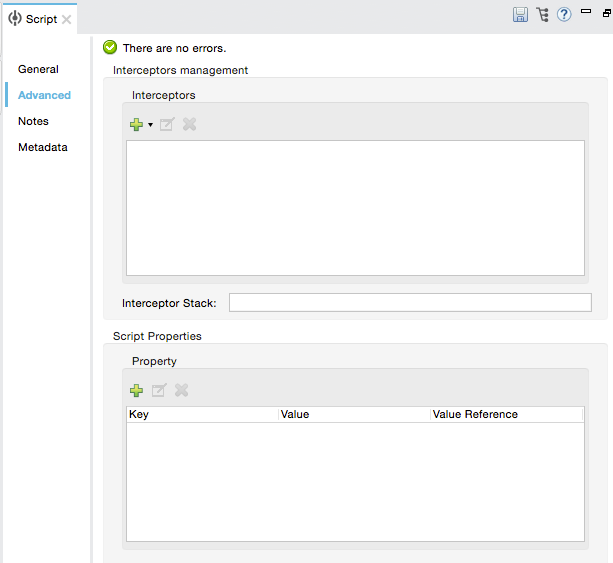 Script
There are no errors.
General
Advanced
Notes
Metadata
Interceptors management
Interceptors
Interceptor Stack:
Script Properties
Property
Key Value Value Reference